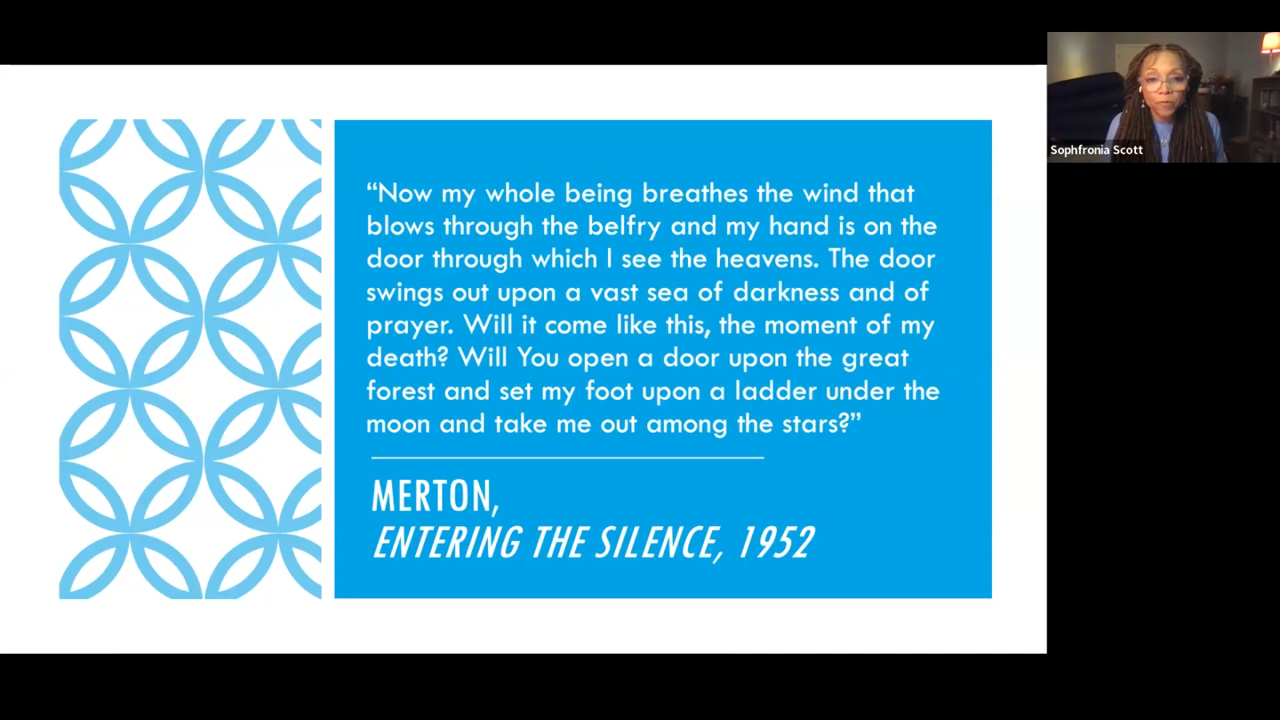 “Now my whole being breathes the wind that
blows through the belfry and my hand is on the
door through which I see the heavens. The door
swings out upon a vast sea of darkness and of
prayer. Will it come like this, the moment of my
death? Will You open a door upon the great
forest and set my foot upon a ladder under the
moon and take me out among the stars?”
MERTON,
ENTERING THE SILENCE, 1952
Sophfronia Scott